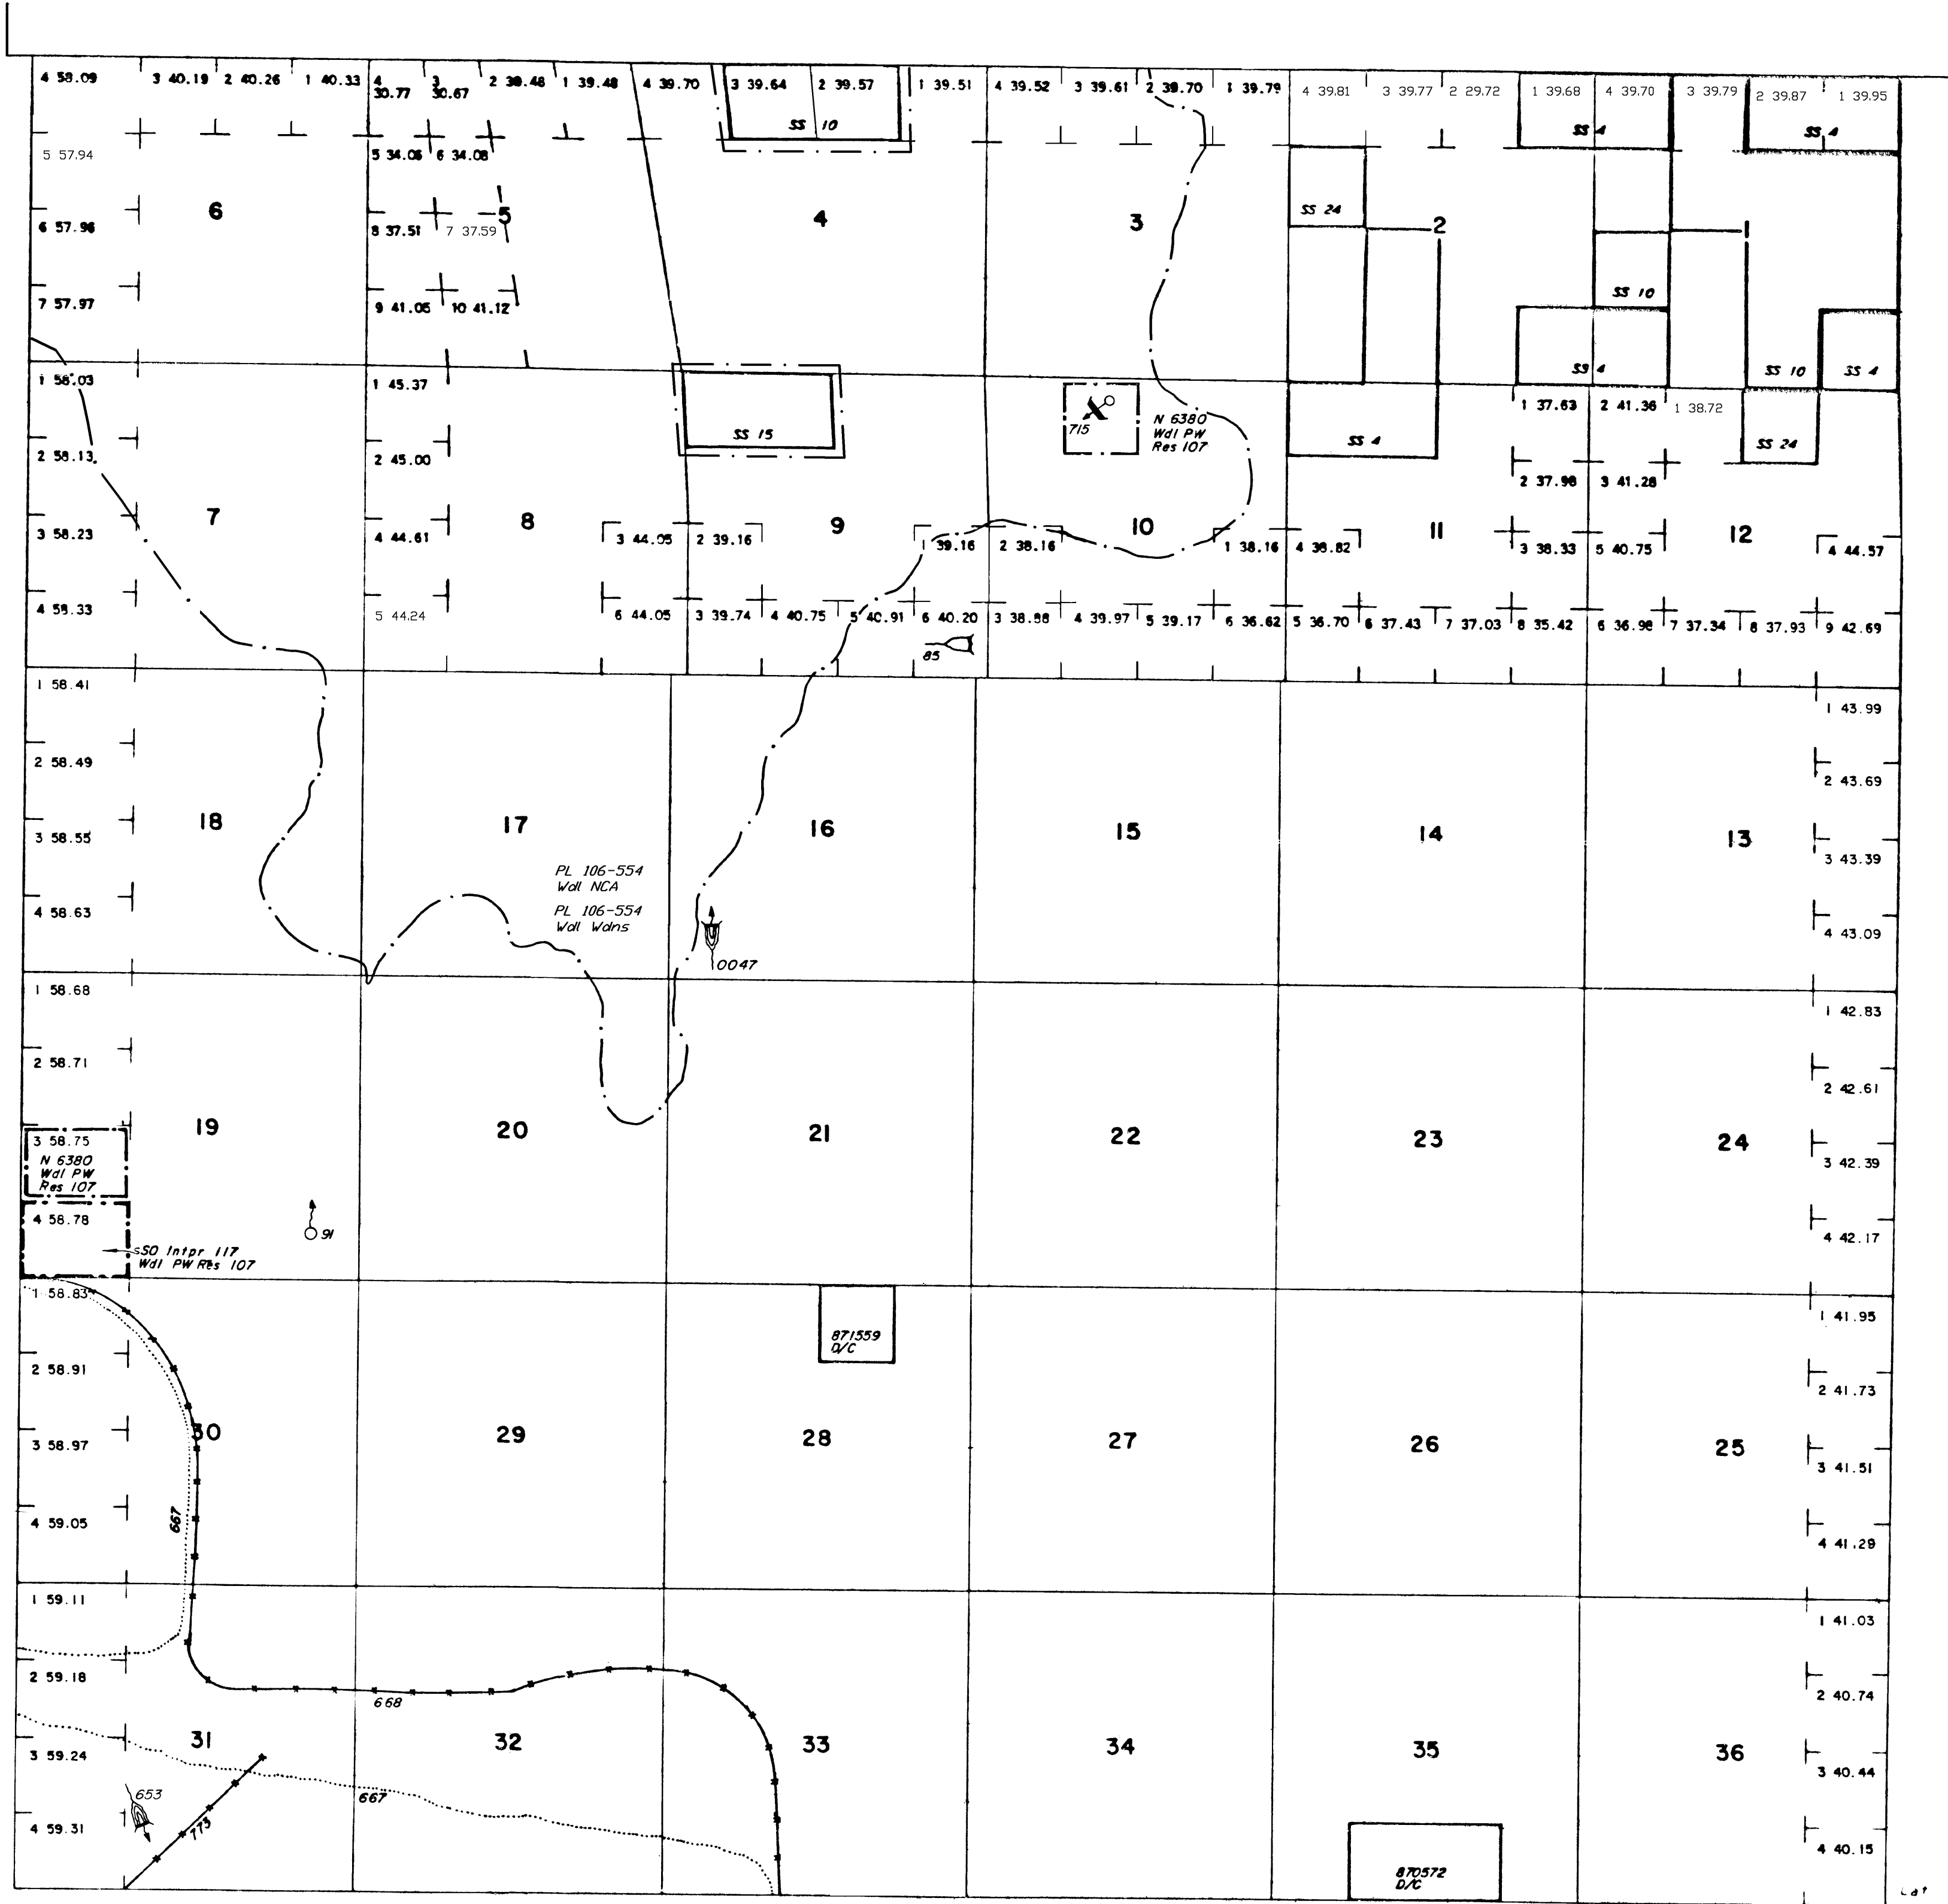 4 58.09 3 40.19 2 40.26 1 40.33 4 30.77 3 30.67 2 39.48 1 39.48 4 39.70 3 39.64 2 39.57 1 39.51 4 39.52 3 39.61 2 39.70 1 39.79 4 39.81 3 39.77 2 29.72 1 39.68 4 39.70 3 39.79 2 39.87 1 39.95
SS 10 SS 4 SS 4
5 57.94 5 34.06 6 34.08
6 5 4 3 SS 24 2 1
6 57.96 8 37.51 7 37.59
7 57.97 9 41.05 10 41.12 SS 10
1 58.03 1 45.37 SS 4 SS 10 SS 4
715 N 6380
Wdl PW
Res 107
1 37.63 2 41.36 1 38.72
SS 15 SS 4 SS 24
2 58.13 2 45.00 2 37.98 3 41.28
7 8 9 10 11 12
3 58.23 4 44.61 3 44.05 2 39.16 1 39.16 2 38.16 1 38.16 4 36.82 3 38.33 5 40.75 4 44.57
4 58.33 5 44.24 6 44.05 3 39.74 4 40.75 5 40.91 6 40.20 3 38.88 4 39.97 5 39.17 6 36.62 5 36.70 6 37.43 7 37.03 8 35.42 6 36.98 7 37.34 8 37.93 9 42.69
85
1 58.41 1 43.99
2 58.49 2 43.69
18 17 16 15 14 13
3 58.55 3 43.39
PL 106-554
Wdl NCA
PL 106-554
Wdl Wdns
4 58.63 4 43.09
0047
1 58.68 1 42.83
2 58.71 2 42.61
19 20 21 22 23 24
3 58.75 3 42.39
N 6380
Wdl PW
Res 107
4 58.78 4 42.17
91
SO Intpr 117
Wdl PW Res 107
1 58.83 1 41.95
871559
D/C
2 58.91 2 41.73
30 29 28 27 26 25
3 58.97 3 41.51
667
4 59.05 4 41.29
1 59.11 1 41.03
2 59.18 2 40.74
668
31 32 33 34 35 36
3 59.24 3 40.44
653 667
773
4 59.31 4 40.15
870572
D/C